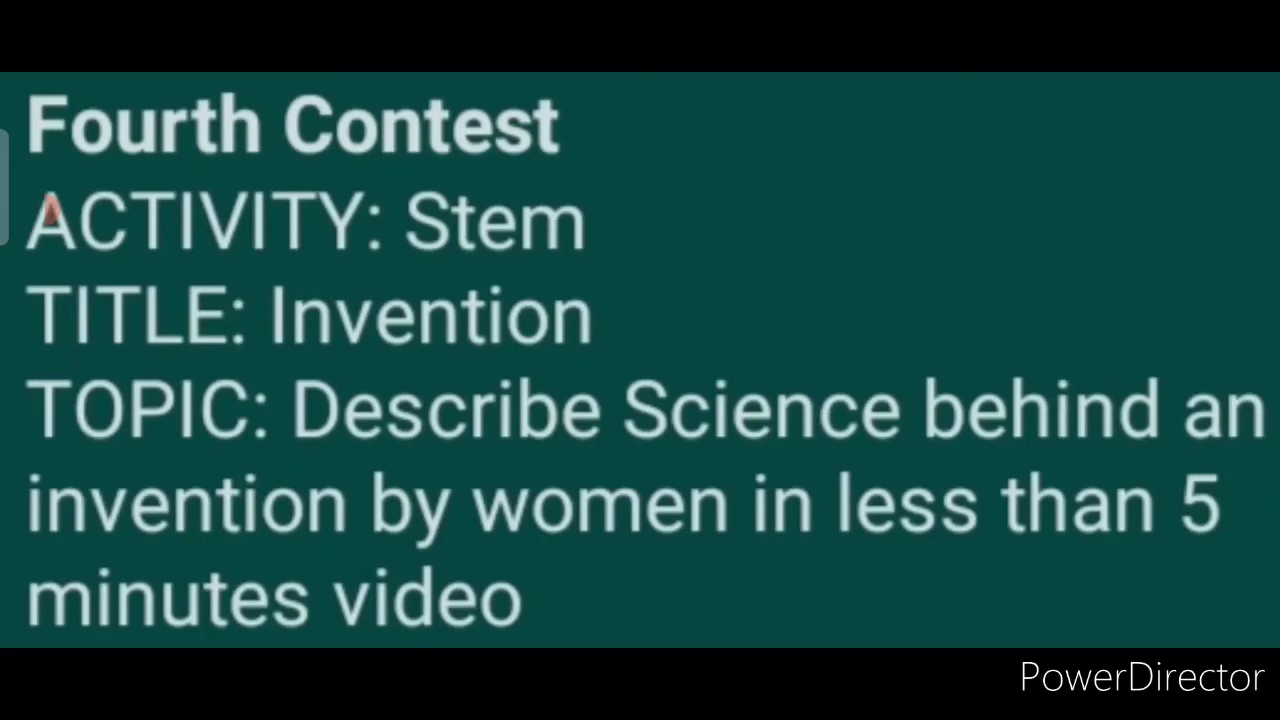 Fourth Contest
ACTIVITY: Stem
TITLE: Invention
TOPIC: Describe Science behind an
invention by women in less than 5
minutes video
PowerDirector